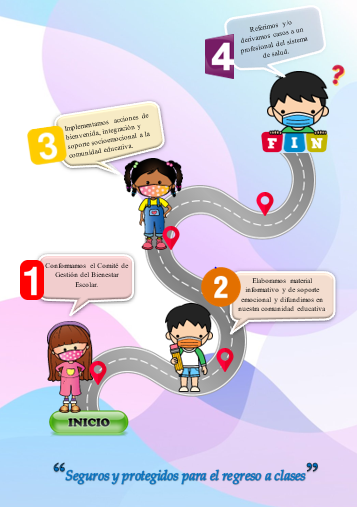 4
Referimos y/o
derivamos casos a un
profesional del sistema
de salud.
?
FIN
3
Implementamos acciones de
bienvenida, integración y
soporte socioemocional a la
comunidad educativa.
1
Conformamos el Comité de
Gestión del Bienestar
Escolar.
2
Elaboramos material
informativo y de soporte
emocional y difundimos en
nuestra comunidad educativa
INICIO
“Seguros y protegidos para el regreso a clases”